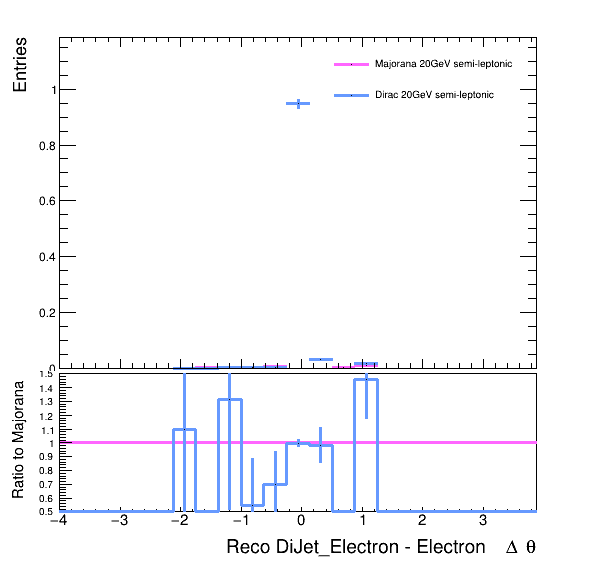 Entries
Majorana 20GeV semi-leptonic
Dirac 20GeV semi-leptonic
1
0.8
0.6
0.4
0.2
0
Ratio to Majorana
1.5
1.4
1.3
1.2
1.1
1
0.9
0.8
0.7
0.6
0.5
−4 −3 −2 −1 0 1 2 3
Reco DiJet_Electron - Electron Δ θ